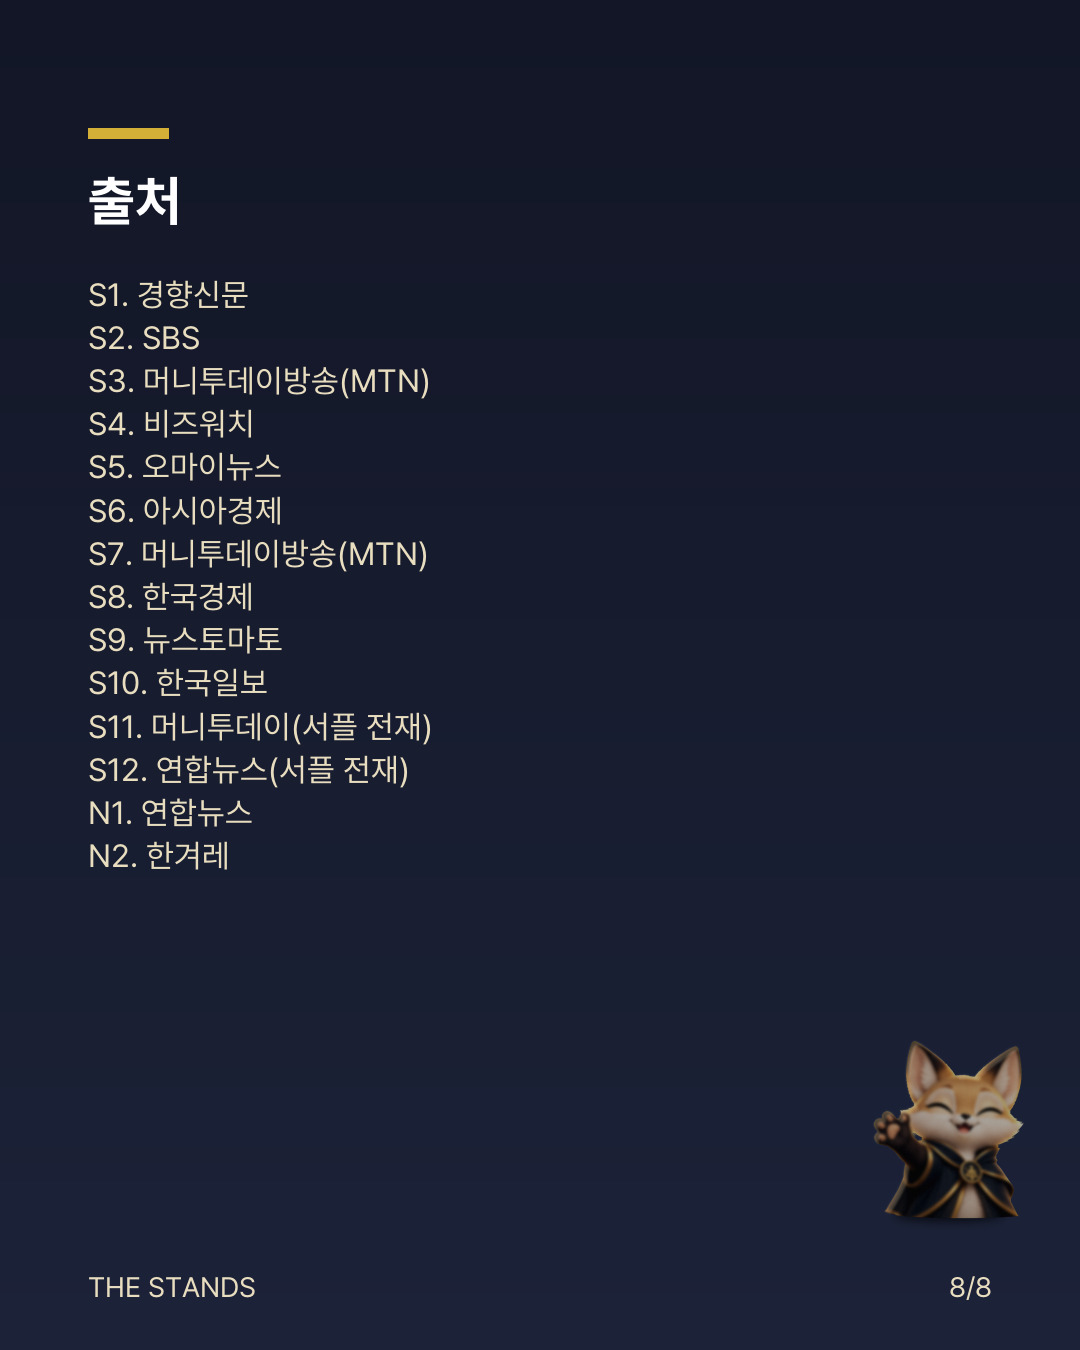 출처
S1. 경향신문
S2. SBS
S3. 머니투데이방송(MTN)
S4. 비즈워치
S5. 오마이뉴스
S6. 아시아경제
S7. 머니투데이방송(MTN)
S8. 한국경제
S9. 뉴스토마토
S10. 한국일보
S11. 머니투데이(서플 전재)
S12. 연합뉴스(서플 전재)
N1. 연합뉴스
N2. 한겨레
THE STANDS
8/8